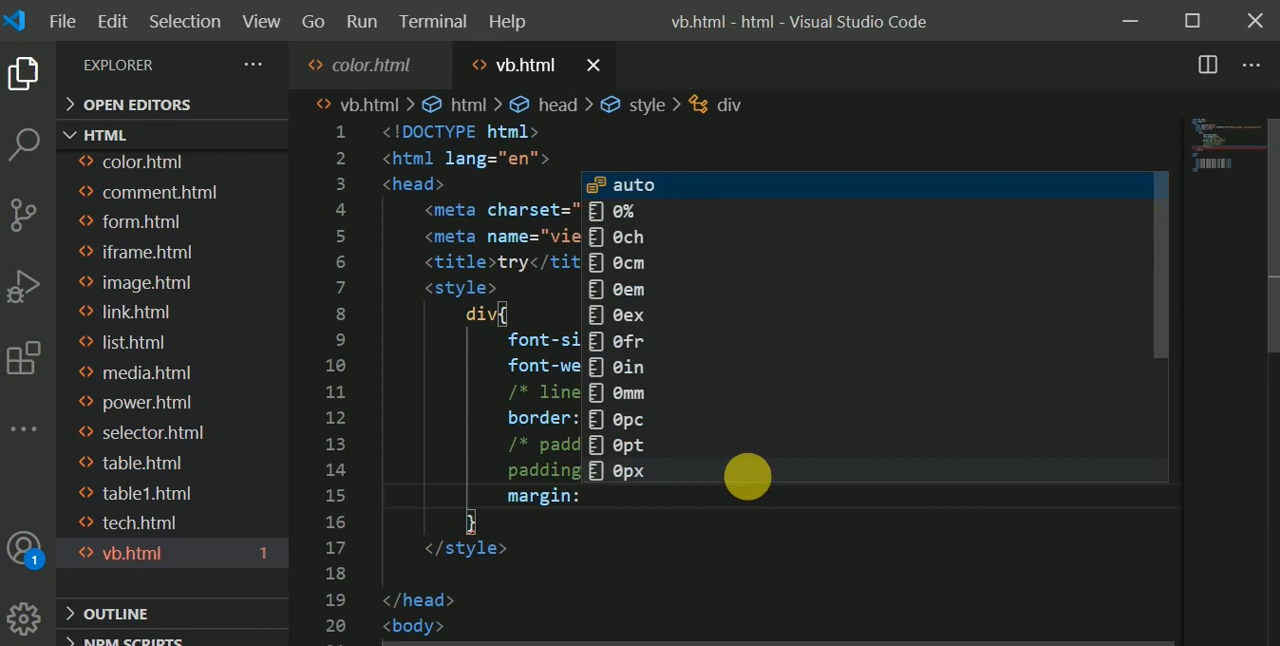 File Edit Selection View Go Run Terminal Help vb.html - html - Visual Studio Code
EXPLORER ...
color.html vb.html
OPEN EDITORS
vb.html > html > head > style > div
HTML
color.html
comment.html
form.html
iframe.html
image.html
link.html
list.html
media.html
power.html
selector.html
table.html
table1.html
tech.html
vb.html 1
OUTLINE
NPM SCRIPTS
1
1 <!DOCTYPE html>
2 <html lang="en">
3 <head>
4 <meta charset="
5 <meta name="vie
6 <title>try</tit
7 <style>
8 div{
9 font-si
10 font-we
11 /* line
12 border:
13 /* padd
14 padding
15 margin:
16 }
17 </style>
18
19 </head>
20 <body>
auto
0%
0ch
0cm
0em
0ex
0fr
0in
0mm
0pc
0pt
0px